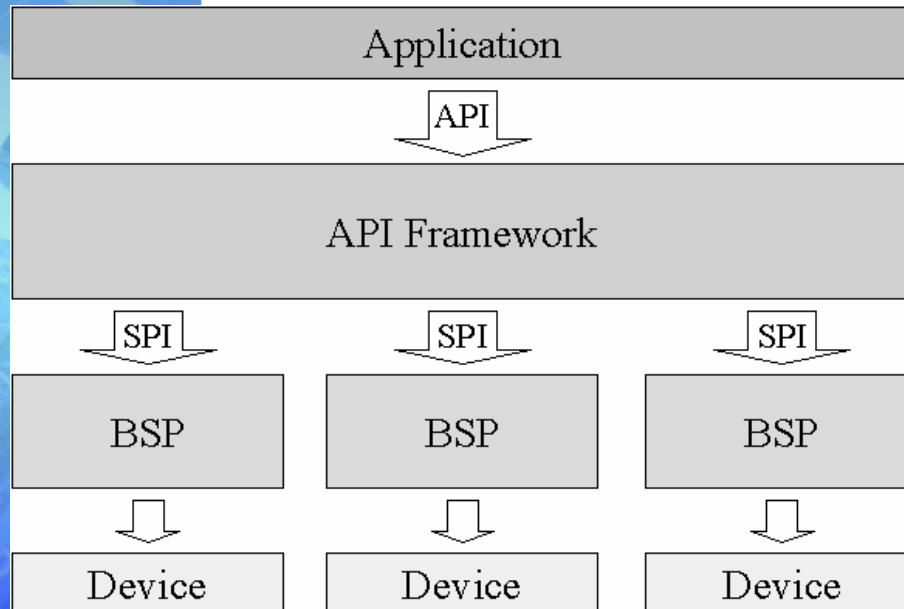 Application
API
API Framework
SPI SPI SPI
BSP BSP BSP
Device Device Device